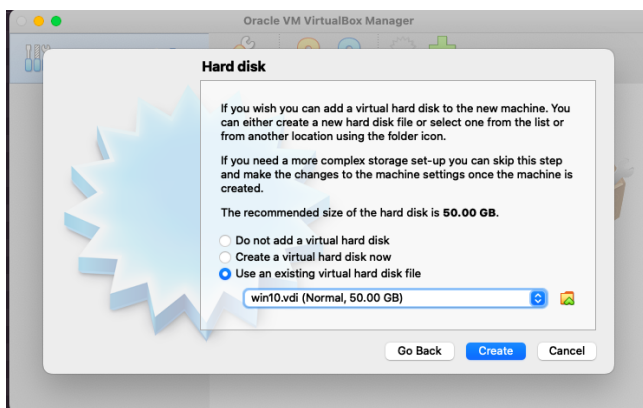 Oracle VM VirtualBox Manager
Hard disk
If you wish you can add a virtual hard disk to the new machine. You
can either create a new hard disk file or select one from the list or
from another location using the folder icon.
If you need a more complex storage set-up you can skip this step
and make the changes to the machine settings once the machine is
created.
The recommended size of the hard disk is 50.00 GB.
Do not add a virtual hard disk
Create a virtual hard disk now
Use an existing virtual hard disk file
win10.vdi (Normal, 50.00 GB)
Go Back Create Cancel